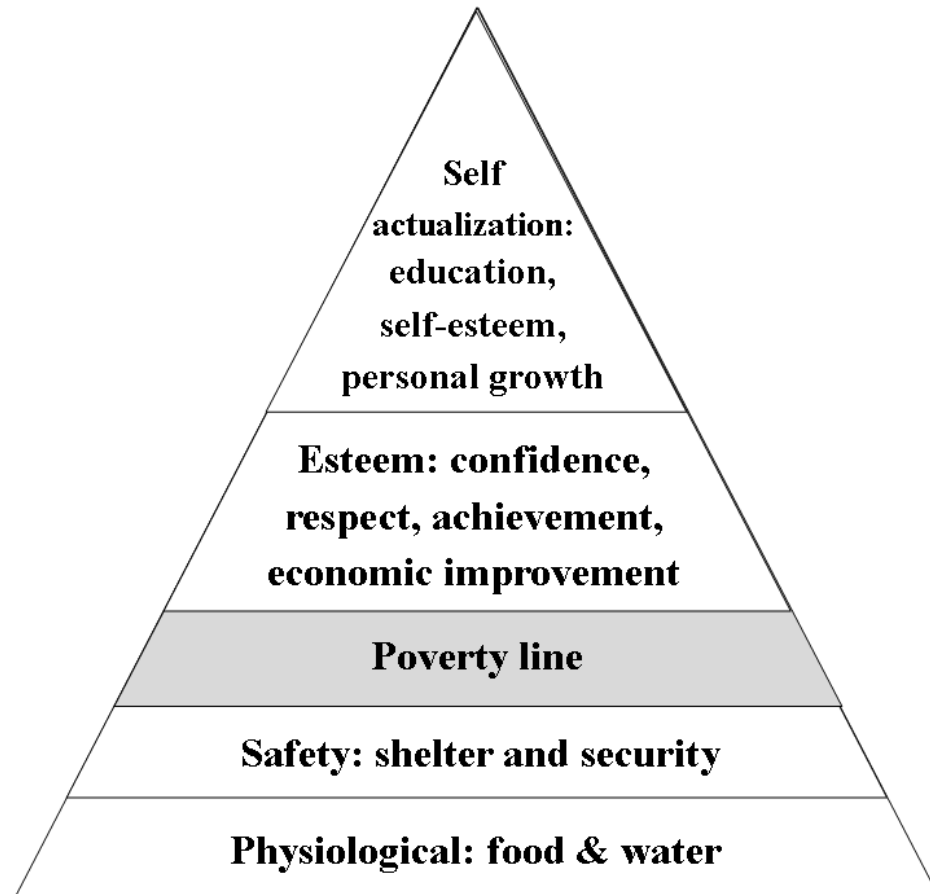 Self
actualization:
education,
self-esteem,
personal growth
Esteem: confidence,
respect, achievement,
economic improvement
Poverty line
Safety: shelter and security
Physiological: food & water